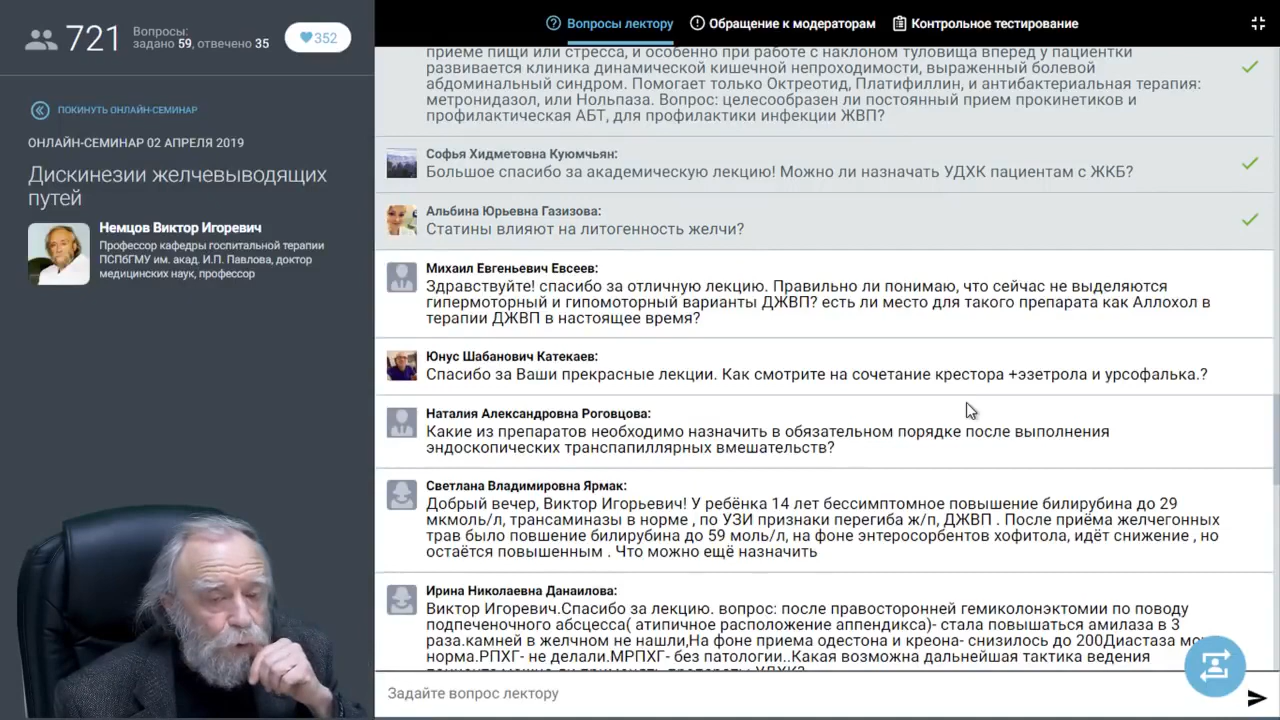 721
Вопросы:
задано 59, отвечено 35
352
ПОКИНУТЬ ОНЛАЙН-СЕМИНАР
ОНЛАЙН-СЕМИНАР 02 АПРЕЛЯ 2019
Дискинезии желчевыводящих
путей
Немцов Виктор Игоревич
Профессор кафедры госпитальной терапии
ПСПбГМУ им. акад. И.П. Павлова, доктор
медицинских наук, профессор
Вопросы лектору
Обращение к модераторам
Контрольное тестирование
приеме пищи или стресса, и особенно при работе с наклоном туловища вперед у пациентки
развивается клиника динамической кишечной непроходимости, выраженный болевой
абдоминальный синдром. Помогает только Октреотид, Платифиллин, и антибактериальная терапия:
метронидазол, или Нольпаза. Вопрос: целесообразен ли постоянный прием прокинетиков и
профилактическая АБТ, для профилактики инфекции ЖВП?
Софья Хидметовна Куюмчьян:
Большое спасибо за академическую лекцию! Можно ли назначать УДХК пациентам с ЖКБ?
Альбина Юрьевна Газизова:
Статины влияют на литогенность желчи?
Михаил Евгеньевич Евсеев:
Здравствуйте! спасибо за отличную лекцию. Правильно ли понимаю, что сейчас не выделяются
гипермоторный и гипомоторный варианты ДЖВП? есть ли место для такого препарата как Аллохол в
терапии ДЖВП в настоящее время?
Юнус Шабанович Катекаев:
Спасибо за Ваши прекрасные лекции. Как смотрите на сочетание крестора +эзетрола и урсофалька.?
Наталия Александровна Роговцова:
Какие из препаратов необходимо назначить в обязательном порядке после выполнения
эндоскопических транспапиллярных вмешательств?
Светлана Владимировна Ярмак:
Добрый вечер, Виктор Игорьевич! У ребёнка 14 лет бессимптомное повышение билирубина до 29
мкмоль/л, трансаминазы в норме , по УЗИ признаки перегиба ж/п, ДЖВП . После приёма желчегонных
трав было повшение билирубина до 59 моль/л, на фоне энтеросорбентов хофитола, идёт снижение , но
остаётся повышенным . Что можно ещё назначить
Ирина Николаевна Данаилова:
Виктор Игоревич.Спасибо за лекцию. вопрос: после правосторонней гемиколонэктомии по поводу
подпеченочного абсцесса( атипичное расположение аппендикса)- стала повышаться амилаза в 3
раза.камней в желчном не нашли,На фоне приема одестона и креона- снизилось до 200Диастаза
норма.РПХГ- не делали.МРПХГ- без патологии..Какая возможна дальнейшая тактика ведения
Задайте вопрос лектору